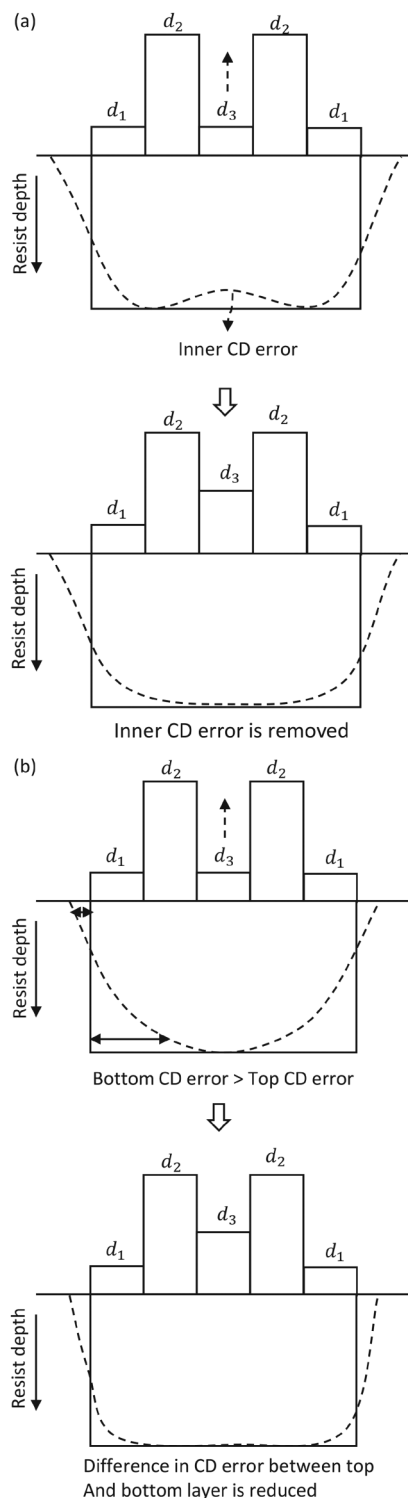 (a)
d₂ d₂
d₁ d₃ d₁
Resist depth
Inner CD error
d₂ d₂
d₃
d₁ d₁
Resist depth
Inner CD error is removed
(b)
d₂ d₂
d₁ d₃ d₁
Resist depth
Bottom CD error > Top CD error
d₂ d₂
d₃
d₁ d₁
Resist depth
Difference in CD error between top
And bottom layer is reduced